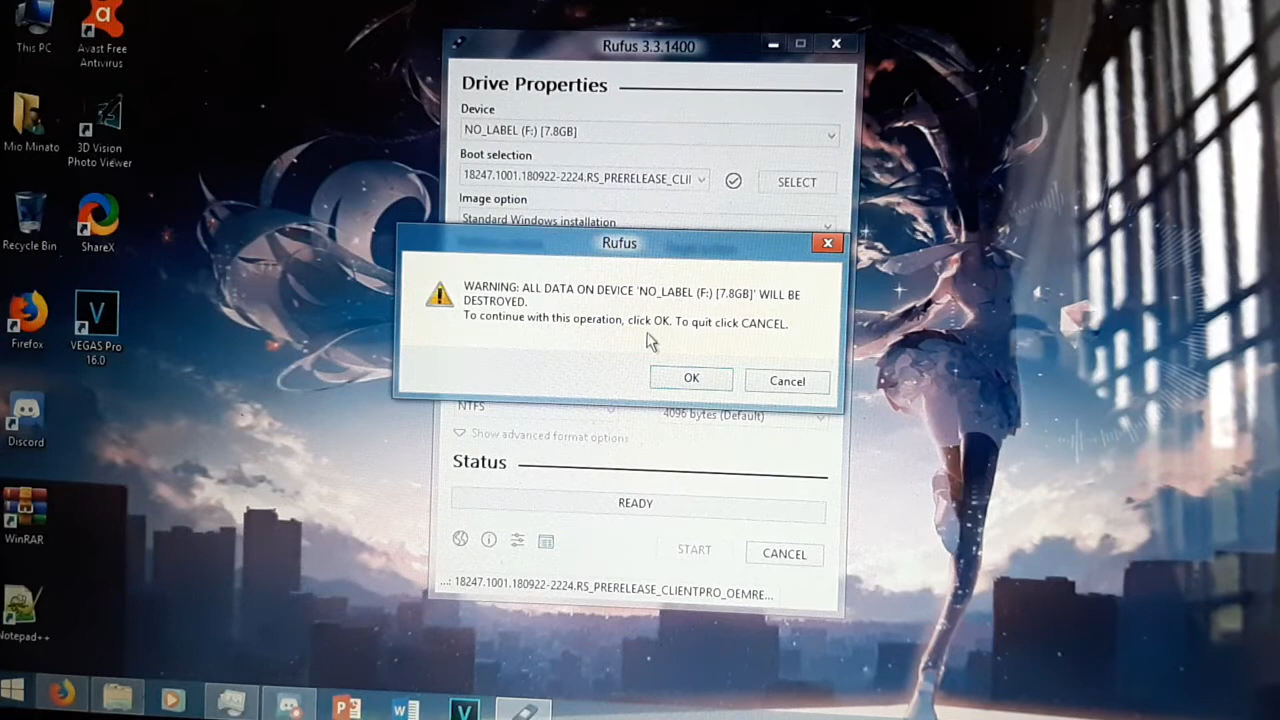 This PC
Avast Free
Antivirus
Mio Minato
3D Vision
Photo Viewer
Recycle Bin
ShareX
Firefox
VEGAS Pro
16.0
Discord
WinRAR
Notepad++
Rufus 3.3.1400
Drive Properties
Device
NO_LABEL (F:) [7.8GB]
Boot selection
18247.1001.180922-2224.RS_PRERELEASE_CLII
SELECT
Image option
Standard Windows installation
Rufus
WARNING: ALL DATA ON DEVICE 'NO_LABEL (F:) [7.8GB]' WILL BE
DESTROYED.
To continue with this operation, click OK. To quit click CANCEL.
OK
Cancel
NTFS
4096 bytes (Default)
Show advanced format options
Status
READY
START
CANCEL
...: 18247.1001.180922-2224.RS_PRERELEASE_CLIENTPRO_OEMRE...